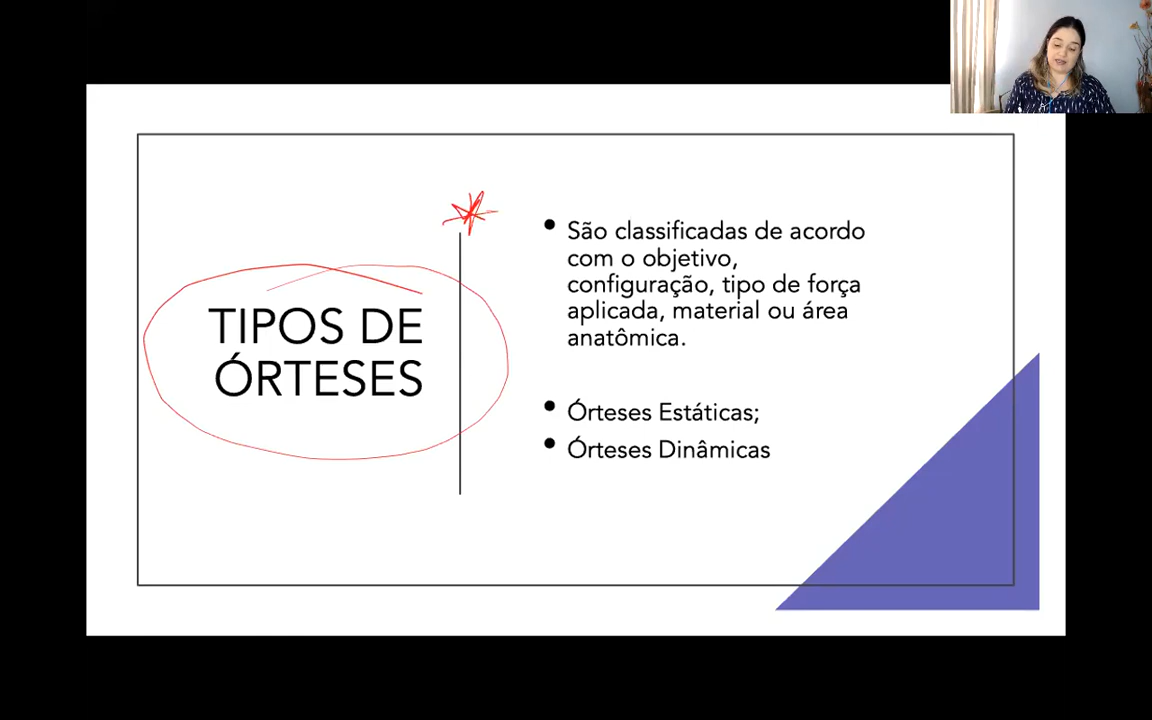 TIPOS DE
ÓRTESES
• São classificadas de acordo
com o objetivo,
configuração, tipo de força
aplicada, material ou área
anatômica.
• Órteses Estáticas;
• Órteses Dinâmicas